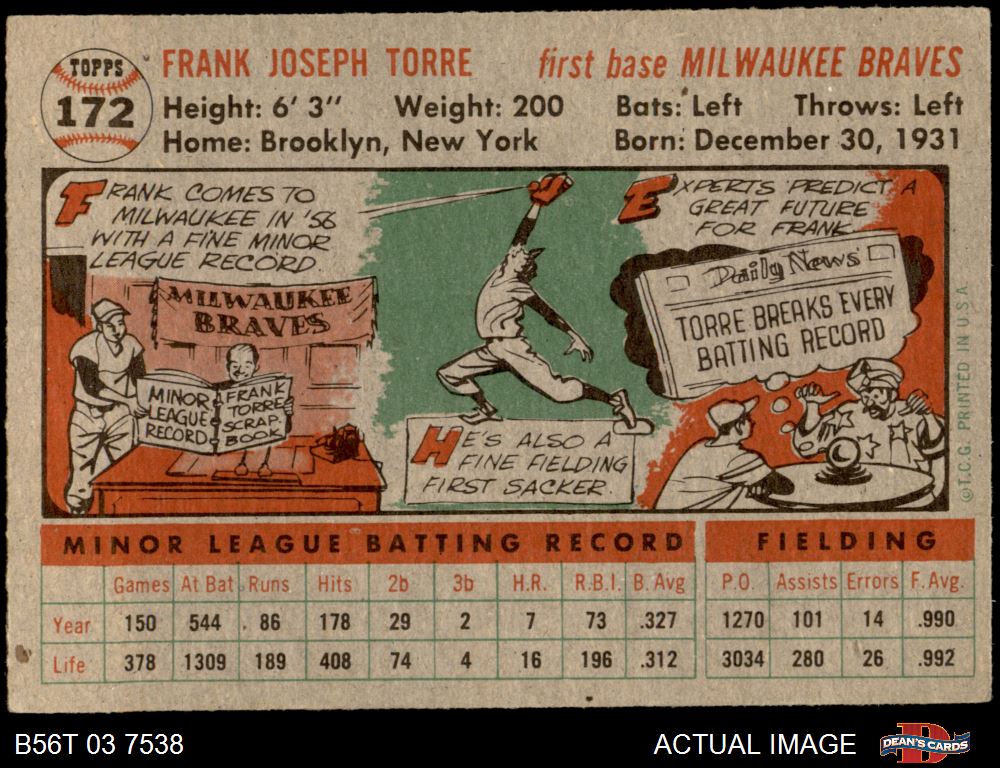 TOPPS
172
FRANK JOSEPH TORRE first base MILWAUKEE BRAVES
Height: 6' 3" Weight: 200 Bats: Left Throws: Left
Home: Brooklyn, New York Born: December 30, 1931
FRANK COMES TO
MILWAUKEE IN '56
WITH A FINE MINOR
LEAGUE RECORD.
MILWAUKEE
BRAVES
MINOR
LEAGUE
RECORD
FRANK
TORRE
SCRAP
BOOK
HE'S ALSO A
FINE FIELDING
FIRST SACKER.
EXPERTS PREDICT A
GREAT FUTURE
FOR FRANK.
Daily News
TORRE BREAKS EVERY
BATTING RECORD
©T.C.G. PRINTED IN U.S.A.
MINOR LEAGUE BATTING RECORD FIELDING
Games At Bat Runs Hits 2b 3b H.R. R.B.I. B. Avg P.O. Assists Errors F. Avg.
Year 150 544 86 178 29 2 7 73 .327 1270 101 14 .990
Life 378 1309 189 408 74 4 16 196 .312 3034 280 26 .992
B56T 03 7538 ACTUAL IMAGE DEAN'S CARDS